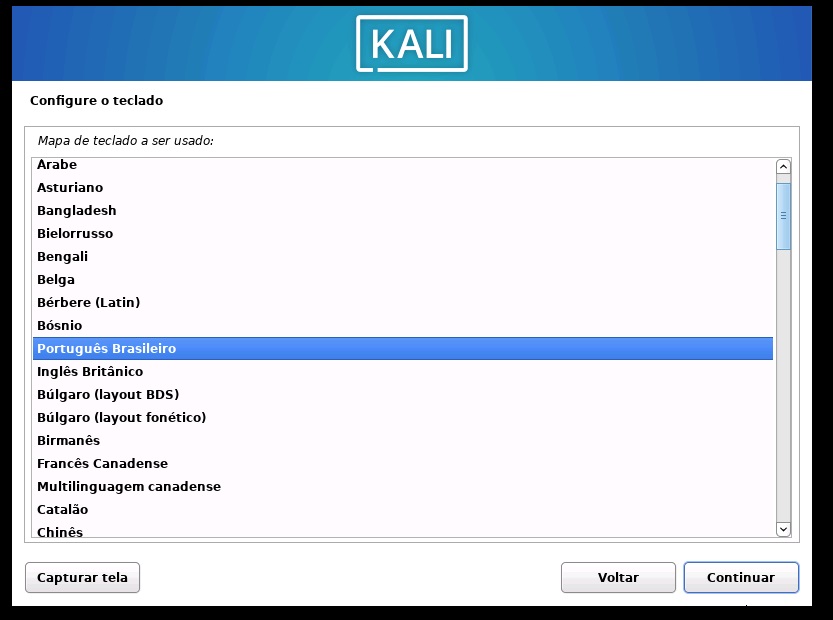 KALI
Configure o teclado
Mapa de teclado a ser usado:
Árabe
Asturiano
Bangladesh
Bielorrusso
Bengali
Belga
Bérbere (Latin)
Bósnio
Português Brasileiro
Inglês Britânico
Búlgaro (layout BDS)
Búlgaro (layout fonético)
Birmanês
Francês Canadense
Multilinguagem canadense
Catalão
Chinês
Capturar tela
Voltar
Continuar